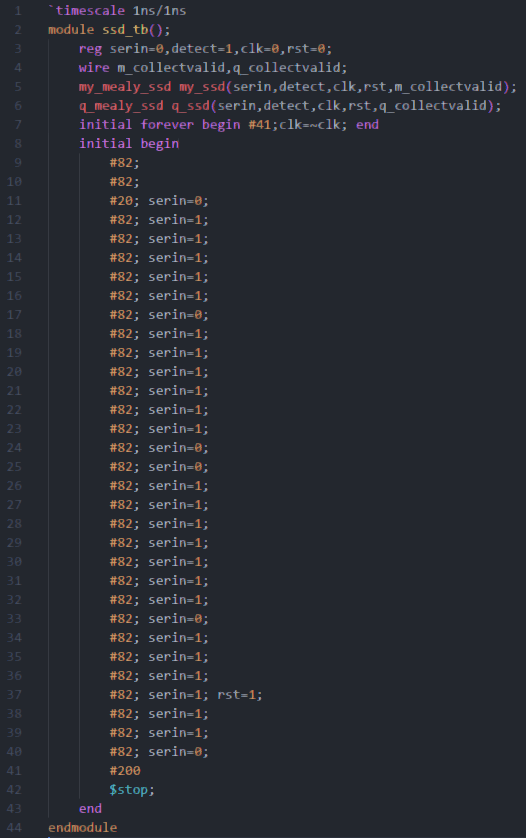 1 `timescale 1ns/1ns
2 module ssd_tb();
3 reg serin=0,detect=1,clk=0,rst=0;
4 wire m_collectvalid,q_collectvalid;
5 my_mealy_ssd my_ssd(serin,detect,clk,rst,m_collectvalid);
6 q_mealy_ssd q_ssd(serin,detect,clk,rst,q_collectvalid);
7 initial forever begin #41;clk=~clk; end
8 initial begin
9 #82;
10 #82;
11 #20; serin=0;
12 #82; serin=1;
13 #82; serin=1;
14 #82; serin=1;
15 #82; serin=1;
16 #82; serin=1;
17 #82; serin=0;
18 #82; serin=1;
19 #82; serin=1;
20 #82; serin=1;
21 #82; serin=1;
22 #82; serin=1;
23 #82; serin=1;
24 #82; serin=0;
25 #82; serin=0;
26 #82; serin=1;
27 #82; serin=1;
28 #82; serin=1;
29 #82; serin=1;
30 #82; serin=1;
31 #82; serin=1;
32 #82; serin=1;
33 #82; serin=0;
34 #82; serin=1;
35 #82; serin=1;
36 #82; serin=1;
37 #82; serin=1; rst=1;
38 #82; serin=1;
39 #82; serin=1;
40 #82; serin=0;
41 #200
42 $stop;
43 end
44 endmodule